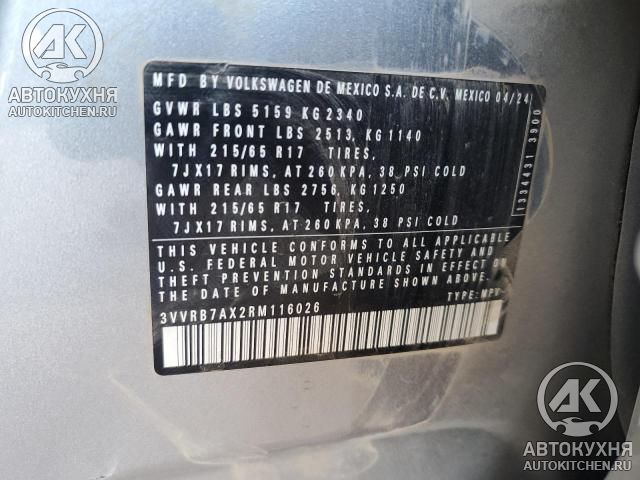 АК
АВТОКУХНЯ
AUTOKITCHEN.RU
MFD BY VOLKSWAGEN DE MEXICO S.A. DE C.V. MEXICO 04/24
GVWR LBS 5159 KG 2340
GAWR FRONT LBS 2513, KG 1140
WITH 215/65 R17 TIRES,
7JX17 RIMS, AT 260 KPA, 38 PSI COLD
GAWR REAR LBS 2756, KG 1250
WITH 215/65 R17 TIRES,
7JX17 RIMS, AT 260 KPA, 38 PSI COLD
THIS VEHICLE CONFORMS TO ALL APPLICABLE
U.S. FEDERAL MOTOR VEHICLE SAFETY AND
THEFT PREVENTION STANDARDS IN EFFECT ON
THE DATE OF MANUFACTURE SHOWN ABOVE.
3VVRB7AX2RM116026 TYPE: MPV
1334431 3900
АК
АВТОКУХНЯ
AUTOKITCHEN.RU